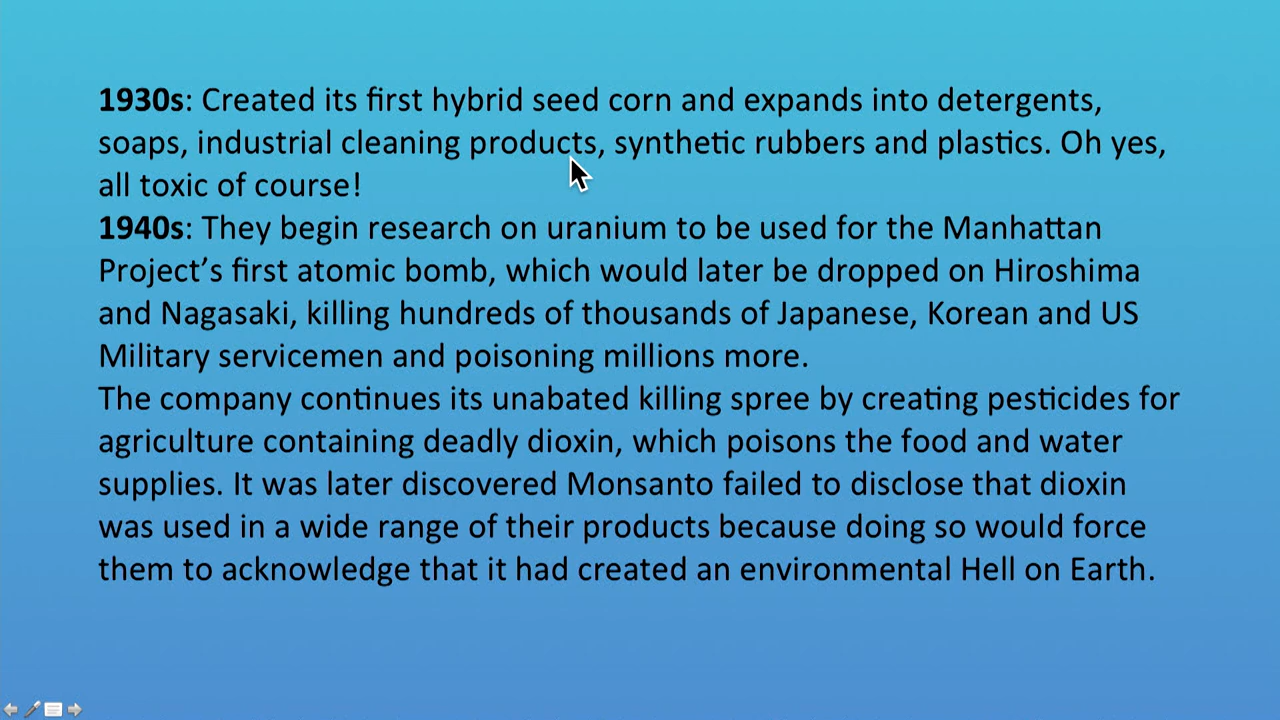 1930s: Created its first hybrid seed corn and expands into detergents,
soaps, industrial cleaning products, synthetic rubbers and plastics. Oh yes,
all toxic of course!
1940s: They begin research on uranium to be used for the Manhattan
Project’s first atomic bomb, which would later be dropped on Hiroshima
and Nagasaki, killing hundreds of thousands of Japanese, Korean and US
Military servicemen and poisoning millions more.
The company continues its unabated killing spree by creating pesticides for
agriculture containing deadly dioxin, which poisons the food and water
supplies. It was later discovered Monsanto failed to disclose that dioxin
was used in a wide range of their products because doing so would force
them to acknowledge that it had created an environmental Hell on Earth.